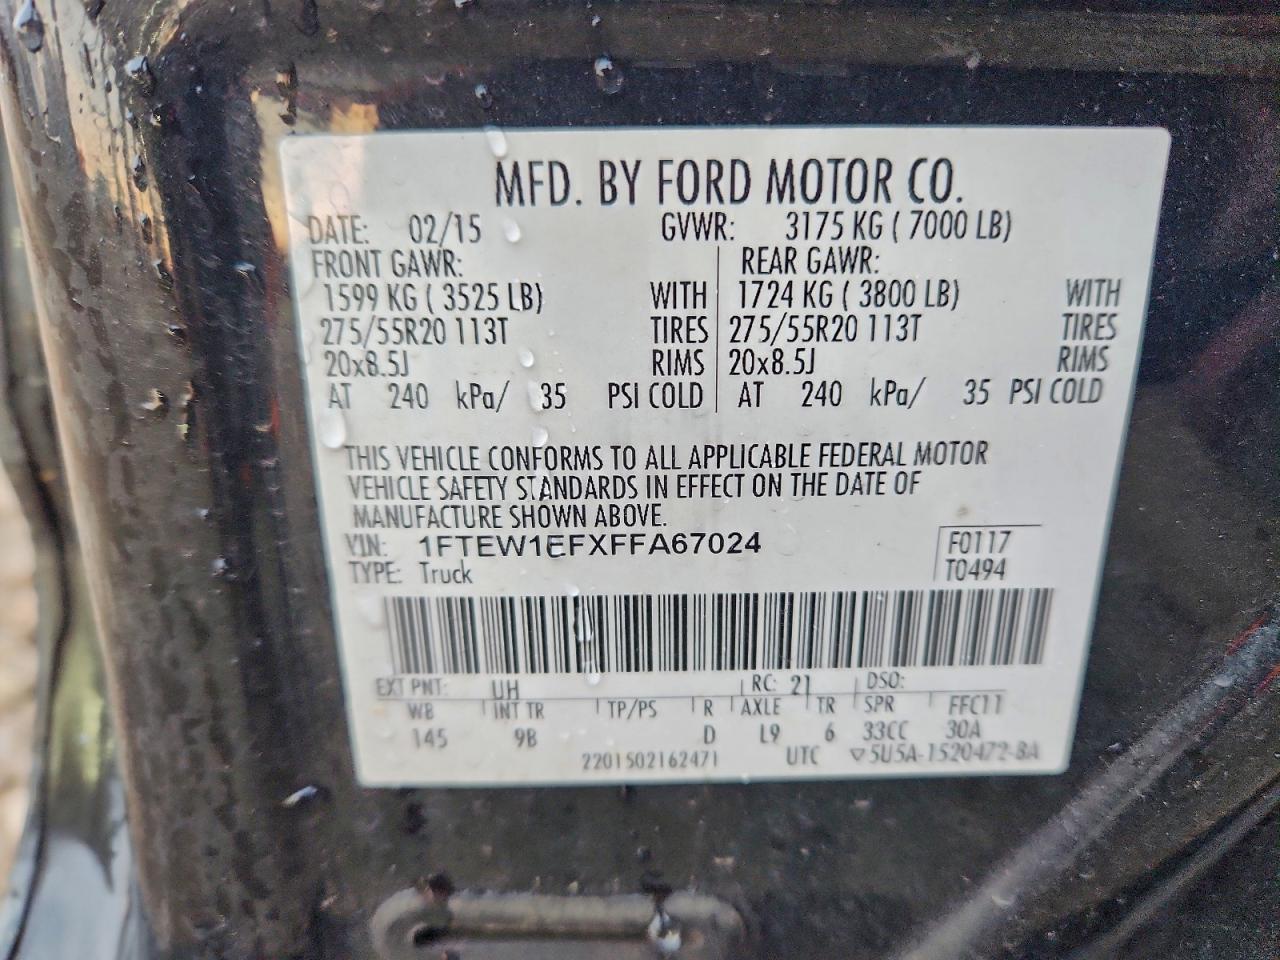 MFD. BY FORD MOTOR CO.
DATE: 02/15 GVWR: 3175 KG ( 7000 LB)
FRONT GAWR: REAR GAWR:
1599 KG ( 3525 LB) WITH 1724 KG ( 3800 LB) WITH
275/55R20 113T TIRES 275/55R20 113T TIRES
20x8.5J RIMS 20x8.5J RIMS
AT 240 kPa/ 35 PSI COLD AT 240 kPa/ 35 PSI COLD
THIS VEHICLE CONFORMS TO ALL APPLICABLE FEDERAL MOTOR
VEHICLE SAFETY STANDARDS IN EFFECT ON THE DATE OF
MANUFACTURE SHOWN ABOVE.
VIN: 1FTEW1EFXFFA67024 F0117
TYPE: Truck T0494
EXT PNT: UH RC: 21 DSO:
WB INT TR TP/PS R AXLE TR SPR FFC11
145 9B D L9 6 33CC 30A
2201502162471 UTC ▽5U5A-1520472-BA